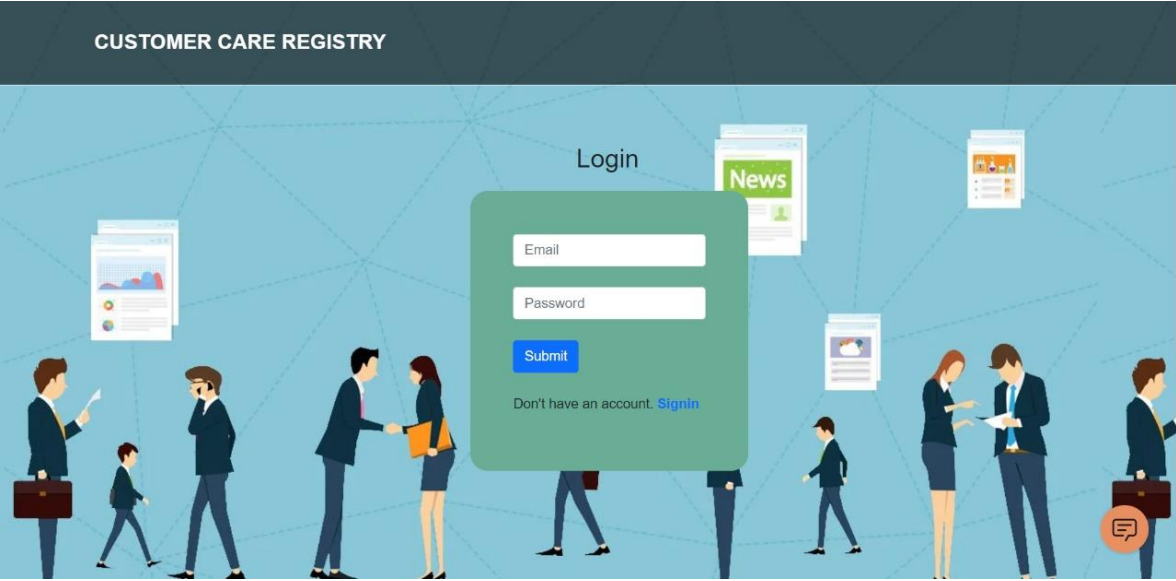 CUSTOMER CARE REGISTRY
Login
News
Email
Password
Submit
Don't have an account. Signin